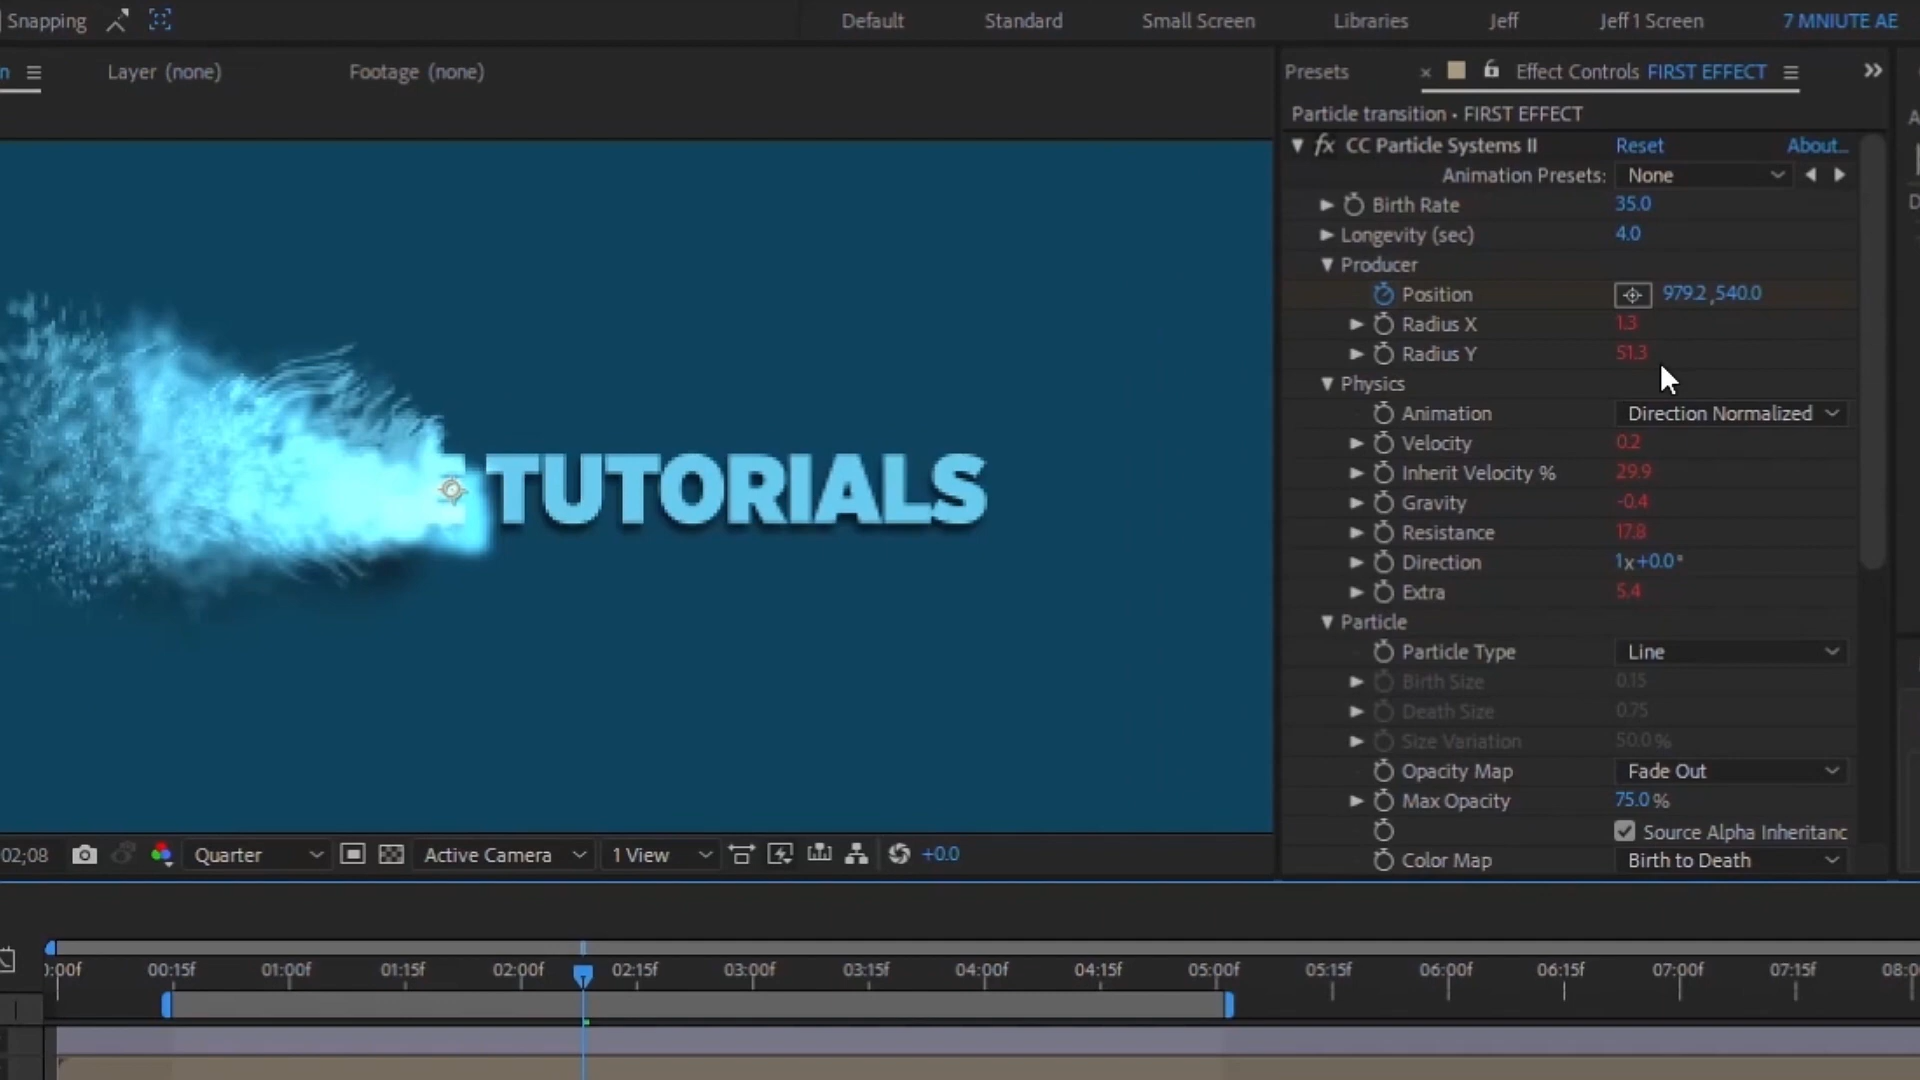 Snapping
Default Standard Small Screen Libraries Jeff Jeff 1 Screen 7 MNIUTE AE
n Layer (none) Footage (none)
Presets × Effect Controls FIRST EFFECT
Particle transition • FIRST EFFECT
fx CC Particle Systems II Reset About...
Animation Presets: None
Birth Rate 35.0
Longevity (sec) 4.0
Producer
Position 979.2 ,540.0
Radius X 1.3
Radius Y 51.3
Physics
Animation Direction Normalized
Velocity 0.2
Inherit Velocity % 29.9
Gravity -0.4
Resistance 17.8
Direction 1x+0.0°
Extra 5.4
Particle
Particle Type Line
Birth Size 0.15
Death Size 0.75
Size Variation 50.0 %
Opacity Map Fade Out
Max Opacity 75.0 %
Source Alpha Inheritanc
Color Map Birth to Death
E TUTORIALS
02;08 Quarter Active Camera 1 View +0.0
):00f 00:15f 01:00f 01:15f 02:00f 02:15f 03:00f 03:15f 04:00f 04:15f 05:00f 05:15f 06:00f 06:15f 07:00f 07:15f 08:0